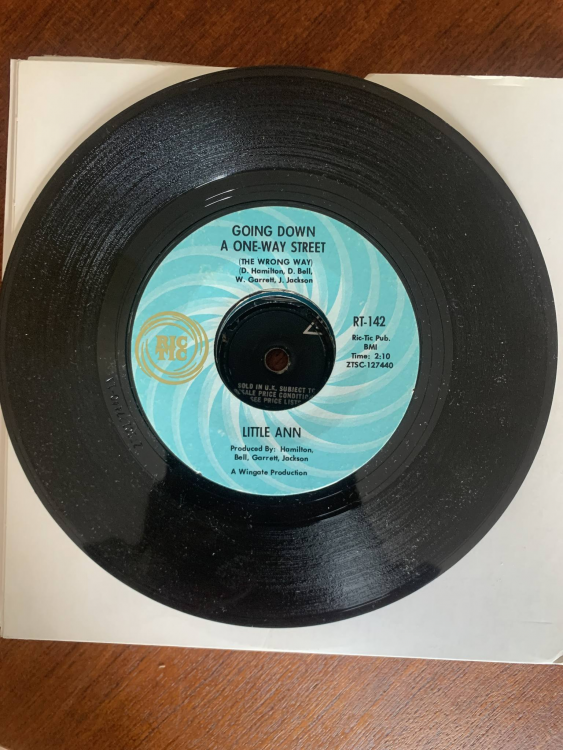 GOING DOWN
A ONE-WAY STREET
(THE WRONG WAY)
(D. Hamilton, D. Bell,
W. Garrett, J. Jackson
RIC
TIC
RT-142
Ric-Tic Pub.
BMI
Time: 2:10
ZTSC-127440
SOLD IN U.K. SUBJECT TO
PRICE
SEE PRICE
LITTLE ANN
Produced By: Hamilton,
Bell, Garrett, Jackson
A Wingate Production